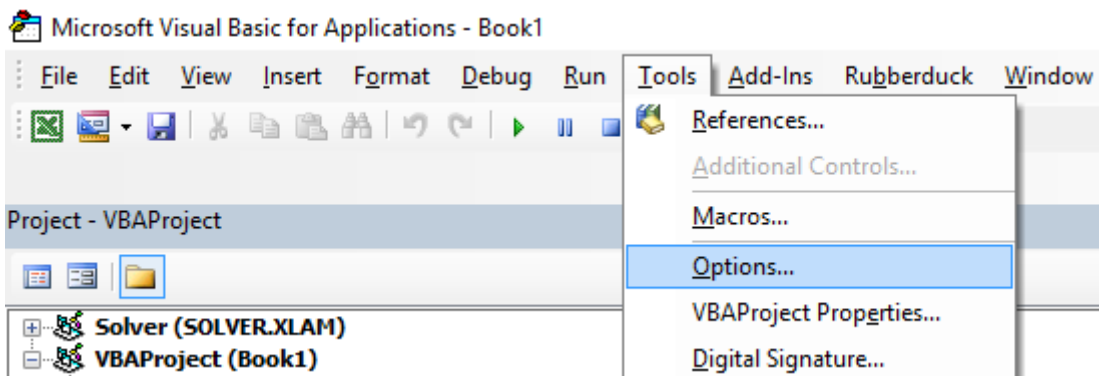 Microsoft Visual Basic for Applications - Book1
File Edit View Insert Format Debug Run Tools Add-Ins Rubberduck Window
References...
Additional Controls...
Project - VBAProject
Macros...
Options...
VBAProject Properties...
Solver (SOLVER.XLAM)
VBAProject (Book1)
Digital Signature...